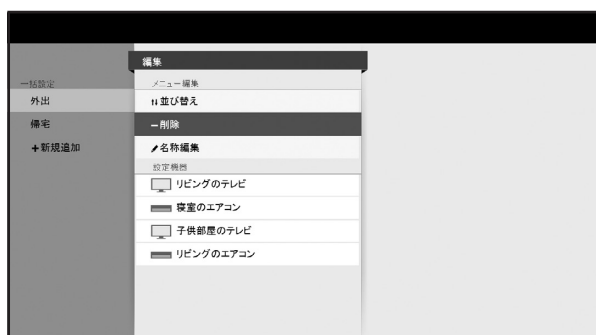 編集
一括設定
外出
帰宅
+新規追加
メニュー編集
並び替え
削除
名称編集
設定機器
リビングのテレビ
寝室のエアコン
子供部屋のテレビ
リビングのエアコン